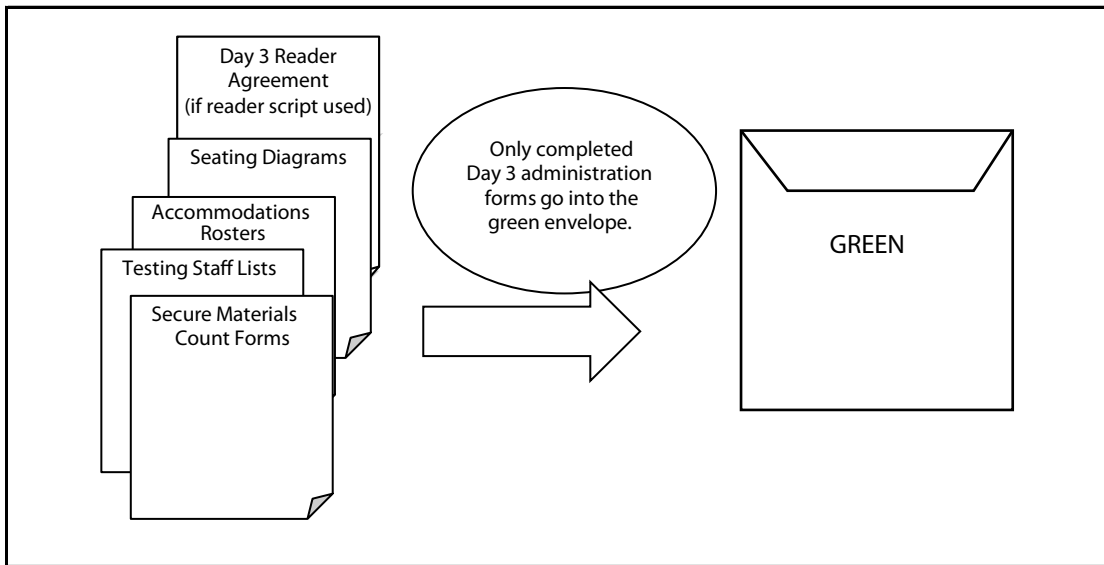 Day 3 Reader
Agreement
(if reader script used)
Seating Diagrams
Accommodations
Rosters
Testing Staff Lists
Secure Materials
Count Forms
Only completed
Day 3 administration
forms go into the
green envelope.
GREEN